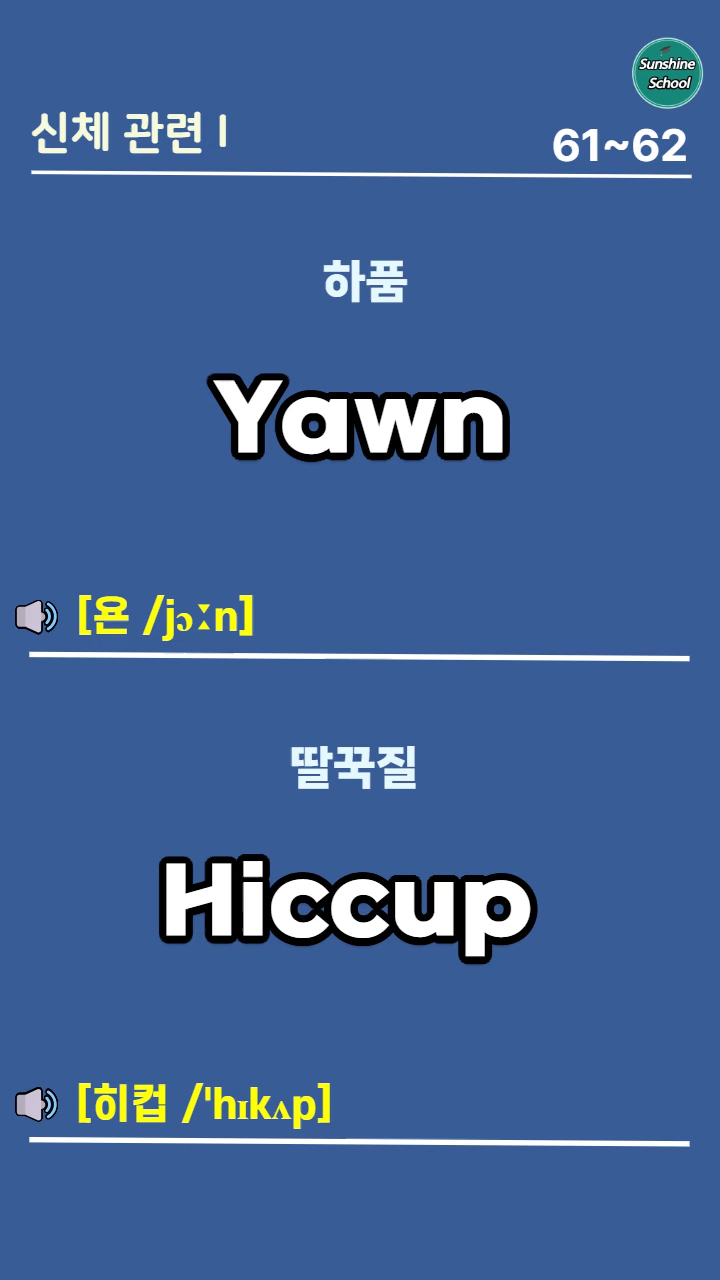 Sunshine
School
신체 관련 I
61~62
하품
Yawn
[욘 /jɔːn]
딸꾹질
Hiccup
[히컵 /'hɪkʌp]